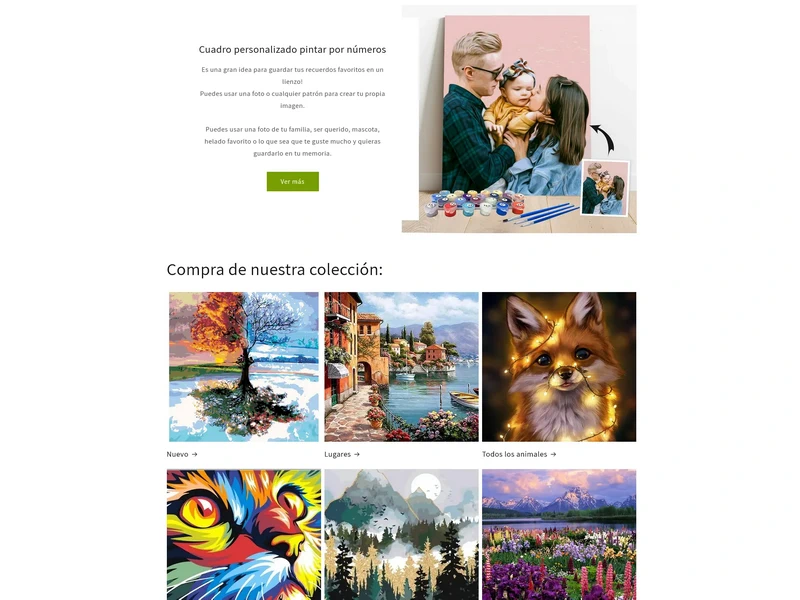 Cuadro personalizado pintar por números
Es una gran idea para guardar tus recuerdos favoritos en un
lienzo!
Puedes usar una foto o cualquier patrón para crear tu propia
imagen.
Puedes usar una foto de tu familia, ser querido, mascota,
helado favorito o lo que sea que te guste mucho y quieras
guardarlo en tu memoria.
Ver más
Compra de nuestra colección:
Nuevo →
Lugares →
Todos los animales →